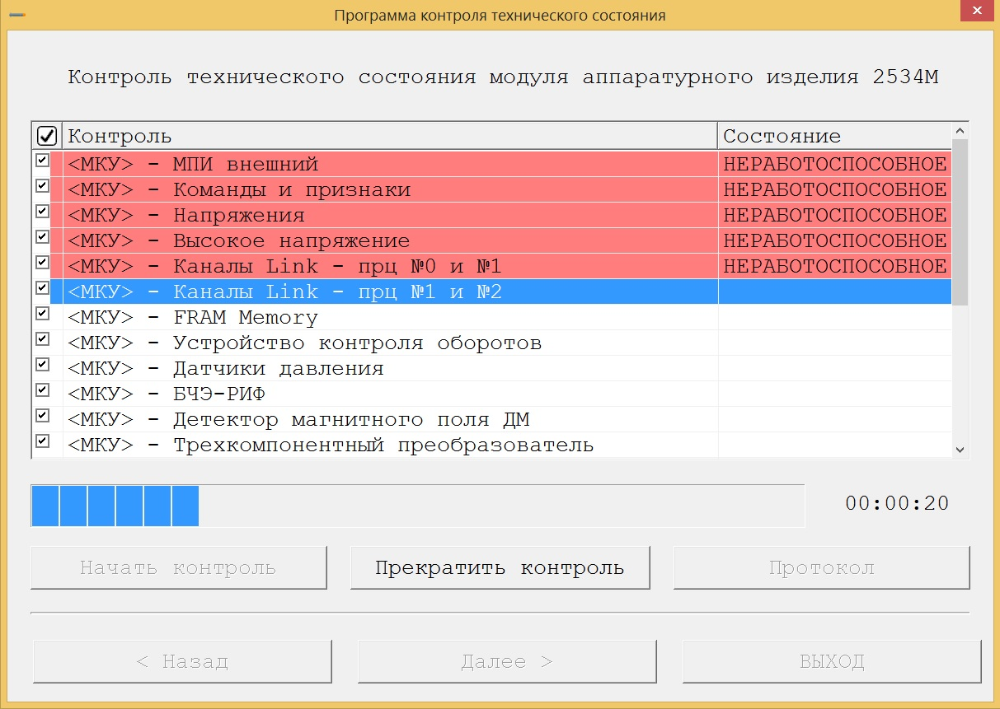 Программа контроля технического состояния
Контроль технического состояния модуля аппаратурного изделия 2534М
Контроль Состояние
<МКУ> - МПИ внешний НЕРАБОТОСПОСОБНОЕ
<МКУ> - Команды и признаки НЕРАБОТОСПОСОБНОЕ
<МКУ> - Напряжения НЕРАБОТОСПОСОБНОЕ
<МКУ> - Высокое напряжение НЕРАБОТОСПОСОБНОЕ
<МКУ> - Каналы Link - прц №0 и №1 НЕРАБОТОСПОСОБНОЕ
<МКУ> - Каналы Link - прц №1 и №2
<МКУ> - FRAM Memory
<МКУ> - Устройство контроля оборотов
<МКУ> - Датчики давления
<МКУ> - БЧЭ-РИФ
<МКУ> - Детектор магнитного поля ДМ
<МКУ> - Трехкомпонентный преобразователь
00:00:20
Начать контроль Прекратить контроль Протокол
< Назад Далее > ВЫХОД